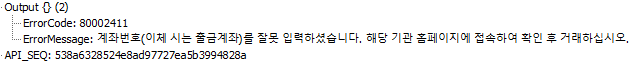 Output {} (2)
ErrorCode: 80002411
ErrorMessage: 계좌번호(이체 시는 출금계좌)를 잘못 입력하셨습니다. 해당 기관 홈페이지에 접속하여 확인 후 거래하십시오.
API_SEQ: 538a6328524e8ad97727ea5b3994828a